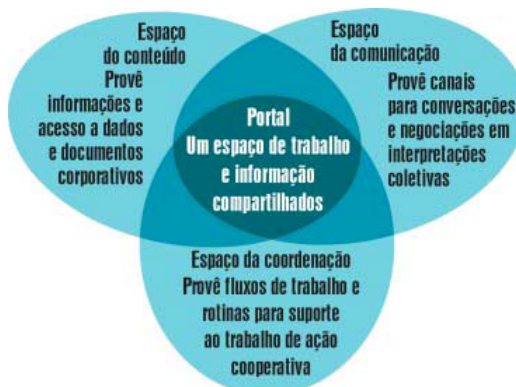 Espaço
do conteúdo
Provê
informações e
acesso a dados
e documentos
corporativos
Espaço
da comunicação
Provê canais
para conversações
e negociações em
interpretações
coletivas
Portal
Um espaço de trabalho
e informação
compartilhados
Espaço da coordenação
Provê fluxos de trabalho e
rotinas para suporte
ao trabalho de ação
cooperativa